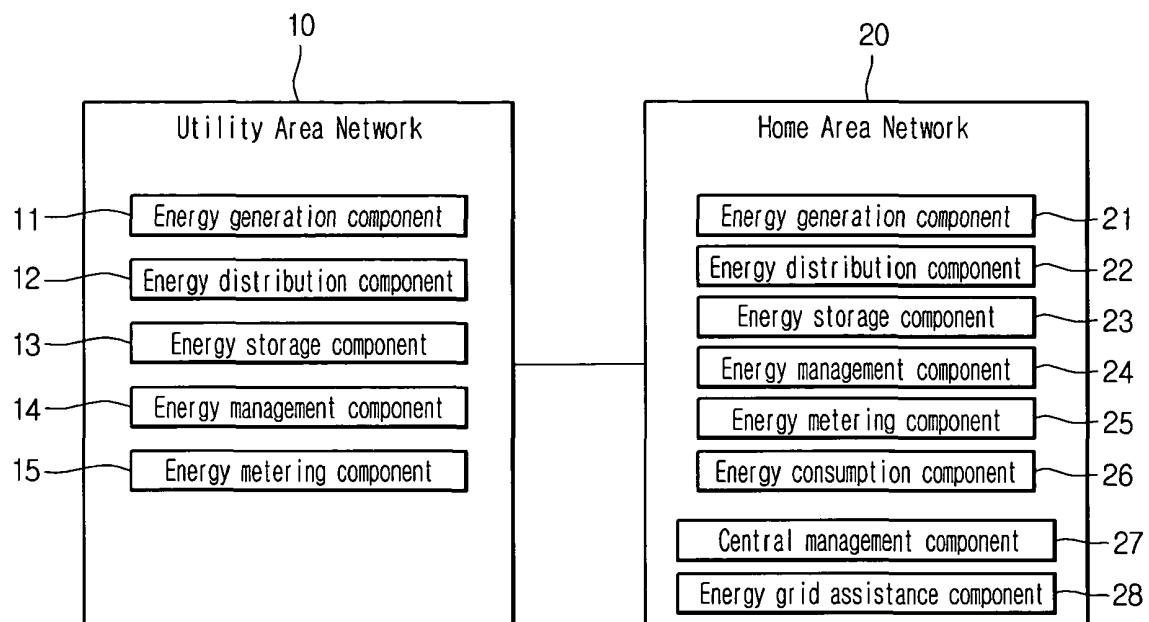 10
Utility Area Network
11
Energy generation component
12
Energy distribution component
13
Energy storage component
14
Energy management component
15
Energy metering component
20
Home Area Network
Energy generation component
21
Energy distribution component
22
Energy storage component
23
Energy management component
24
Energy metering component
25
Energy consumption component
26
Central management component
27
Energy grid assistance component
28